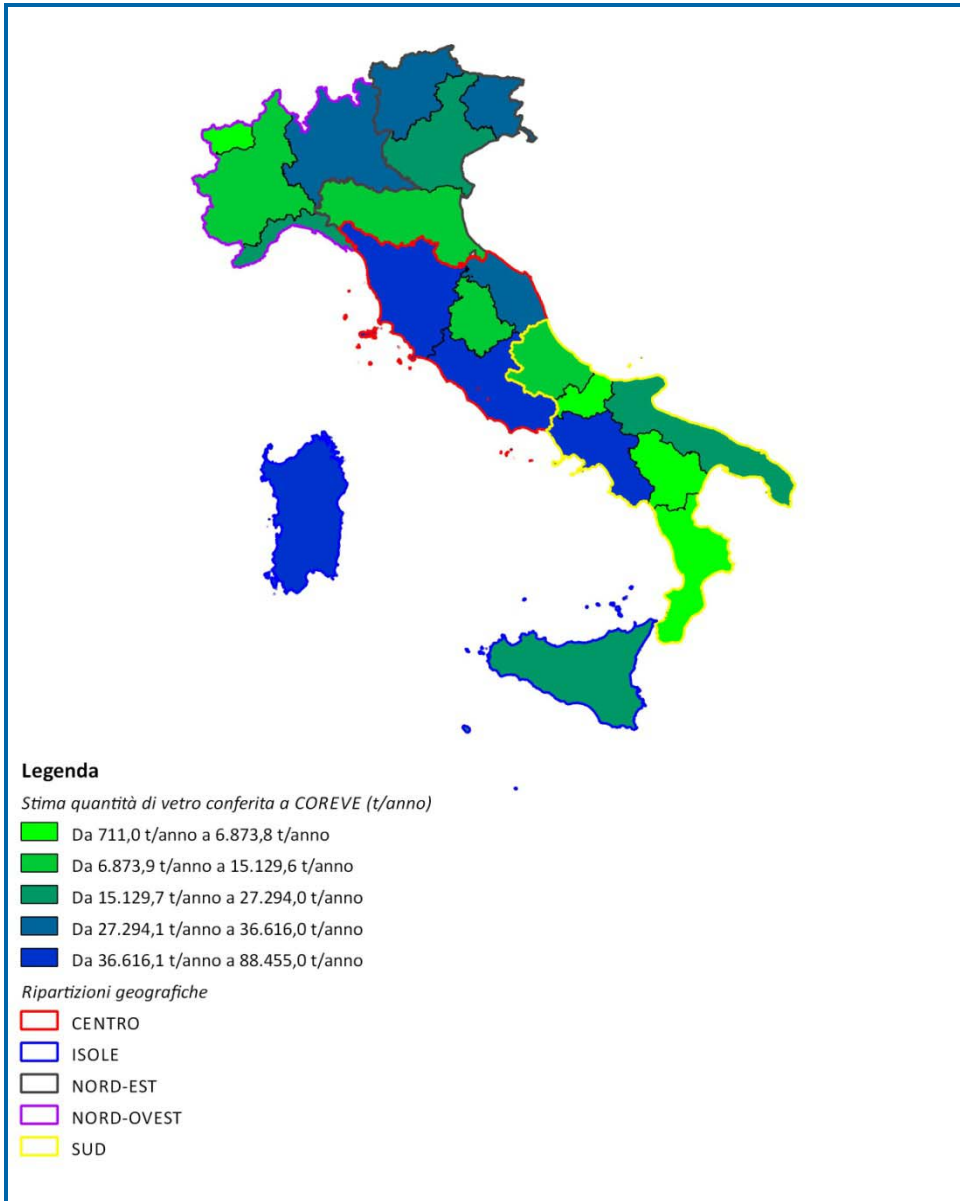 Legenda
Stima quantità di vetro conferita a COREVE (t/anno)
Da 711,0 t/anno a 6.873,8 t/anno
Da 6.873,9 t/anno a 15.129,6 t/anno
Da 15.129,7 t/anno a 27.294,0 t/anno
Da 27.294,1 t/anno a 36.616,0 t/anno
Da 36.616,1 t/anno a 88.455,0 t/anno
Ripartizioni geografiche
CENTRO
ISOLE
NORD-EST
NORD-OVEST
SUD